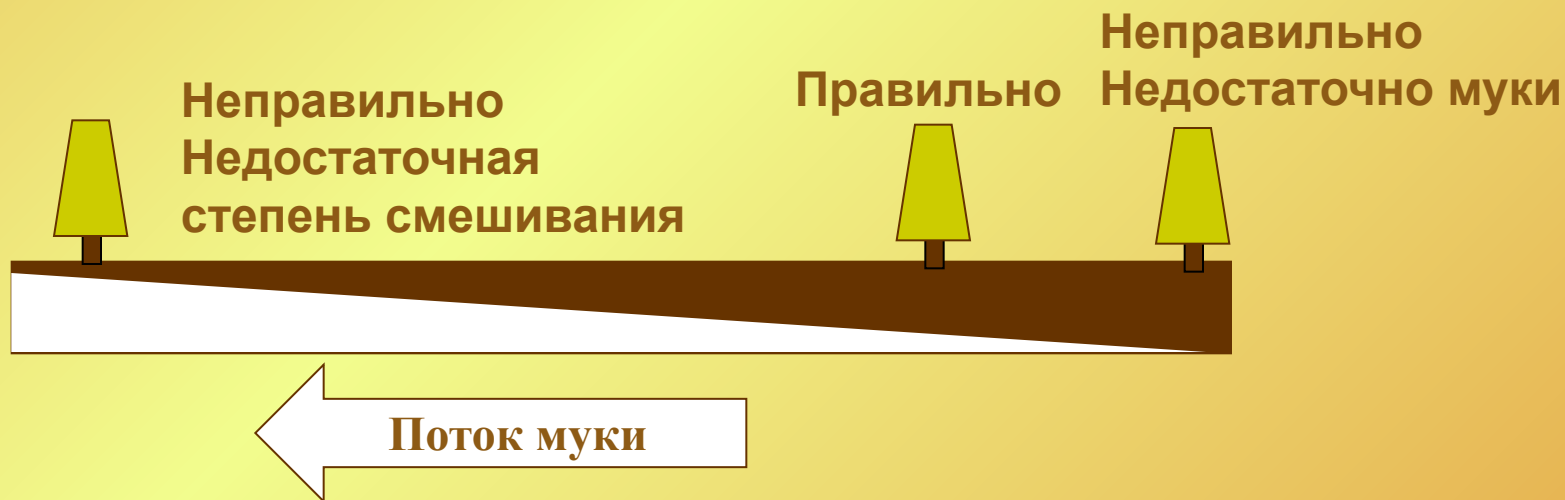 Неправильно
Недостаточная
степень смешивания
Правильно
Неправильно
Недостаточно муки
Поток муки